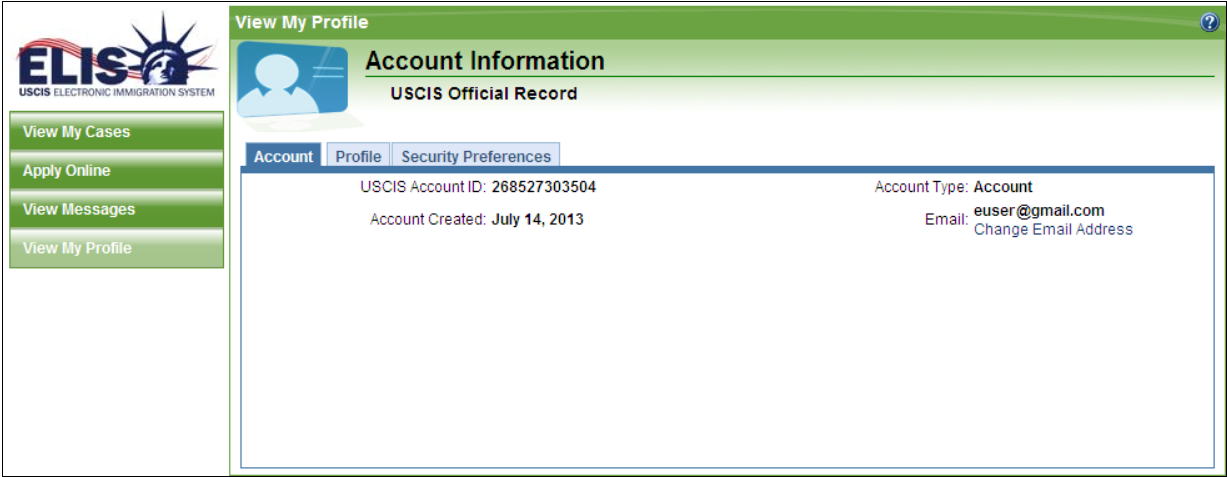 ELIS
USCIS ELECTRONIC IMMIGRATION SYSTEM
View My Cases
Apply Online
View Messages
View My Profile
View My Profile
?
Account Information
USCIS Official Record
Account Profile Security Preferences
USCIS Account ID: 268527303504 Account Type: Account
Account Created: July 14, 2013 Email: euser@gmail.com
Change Email Address